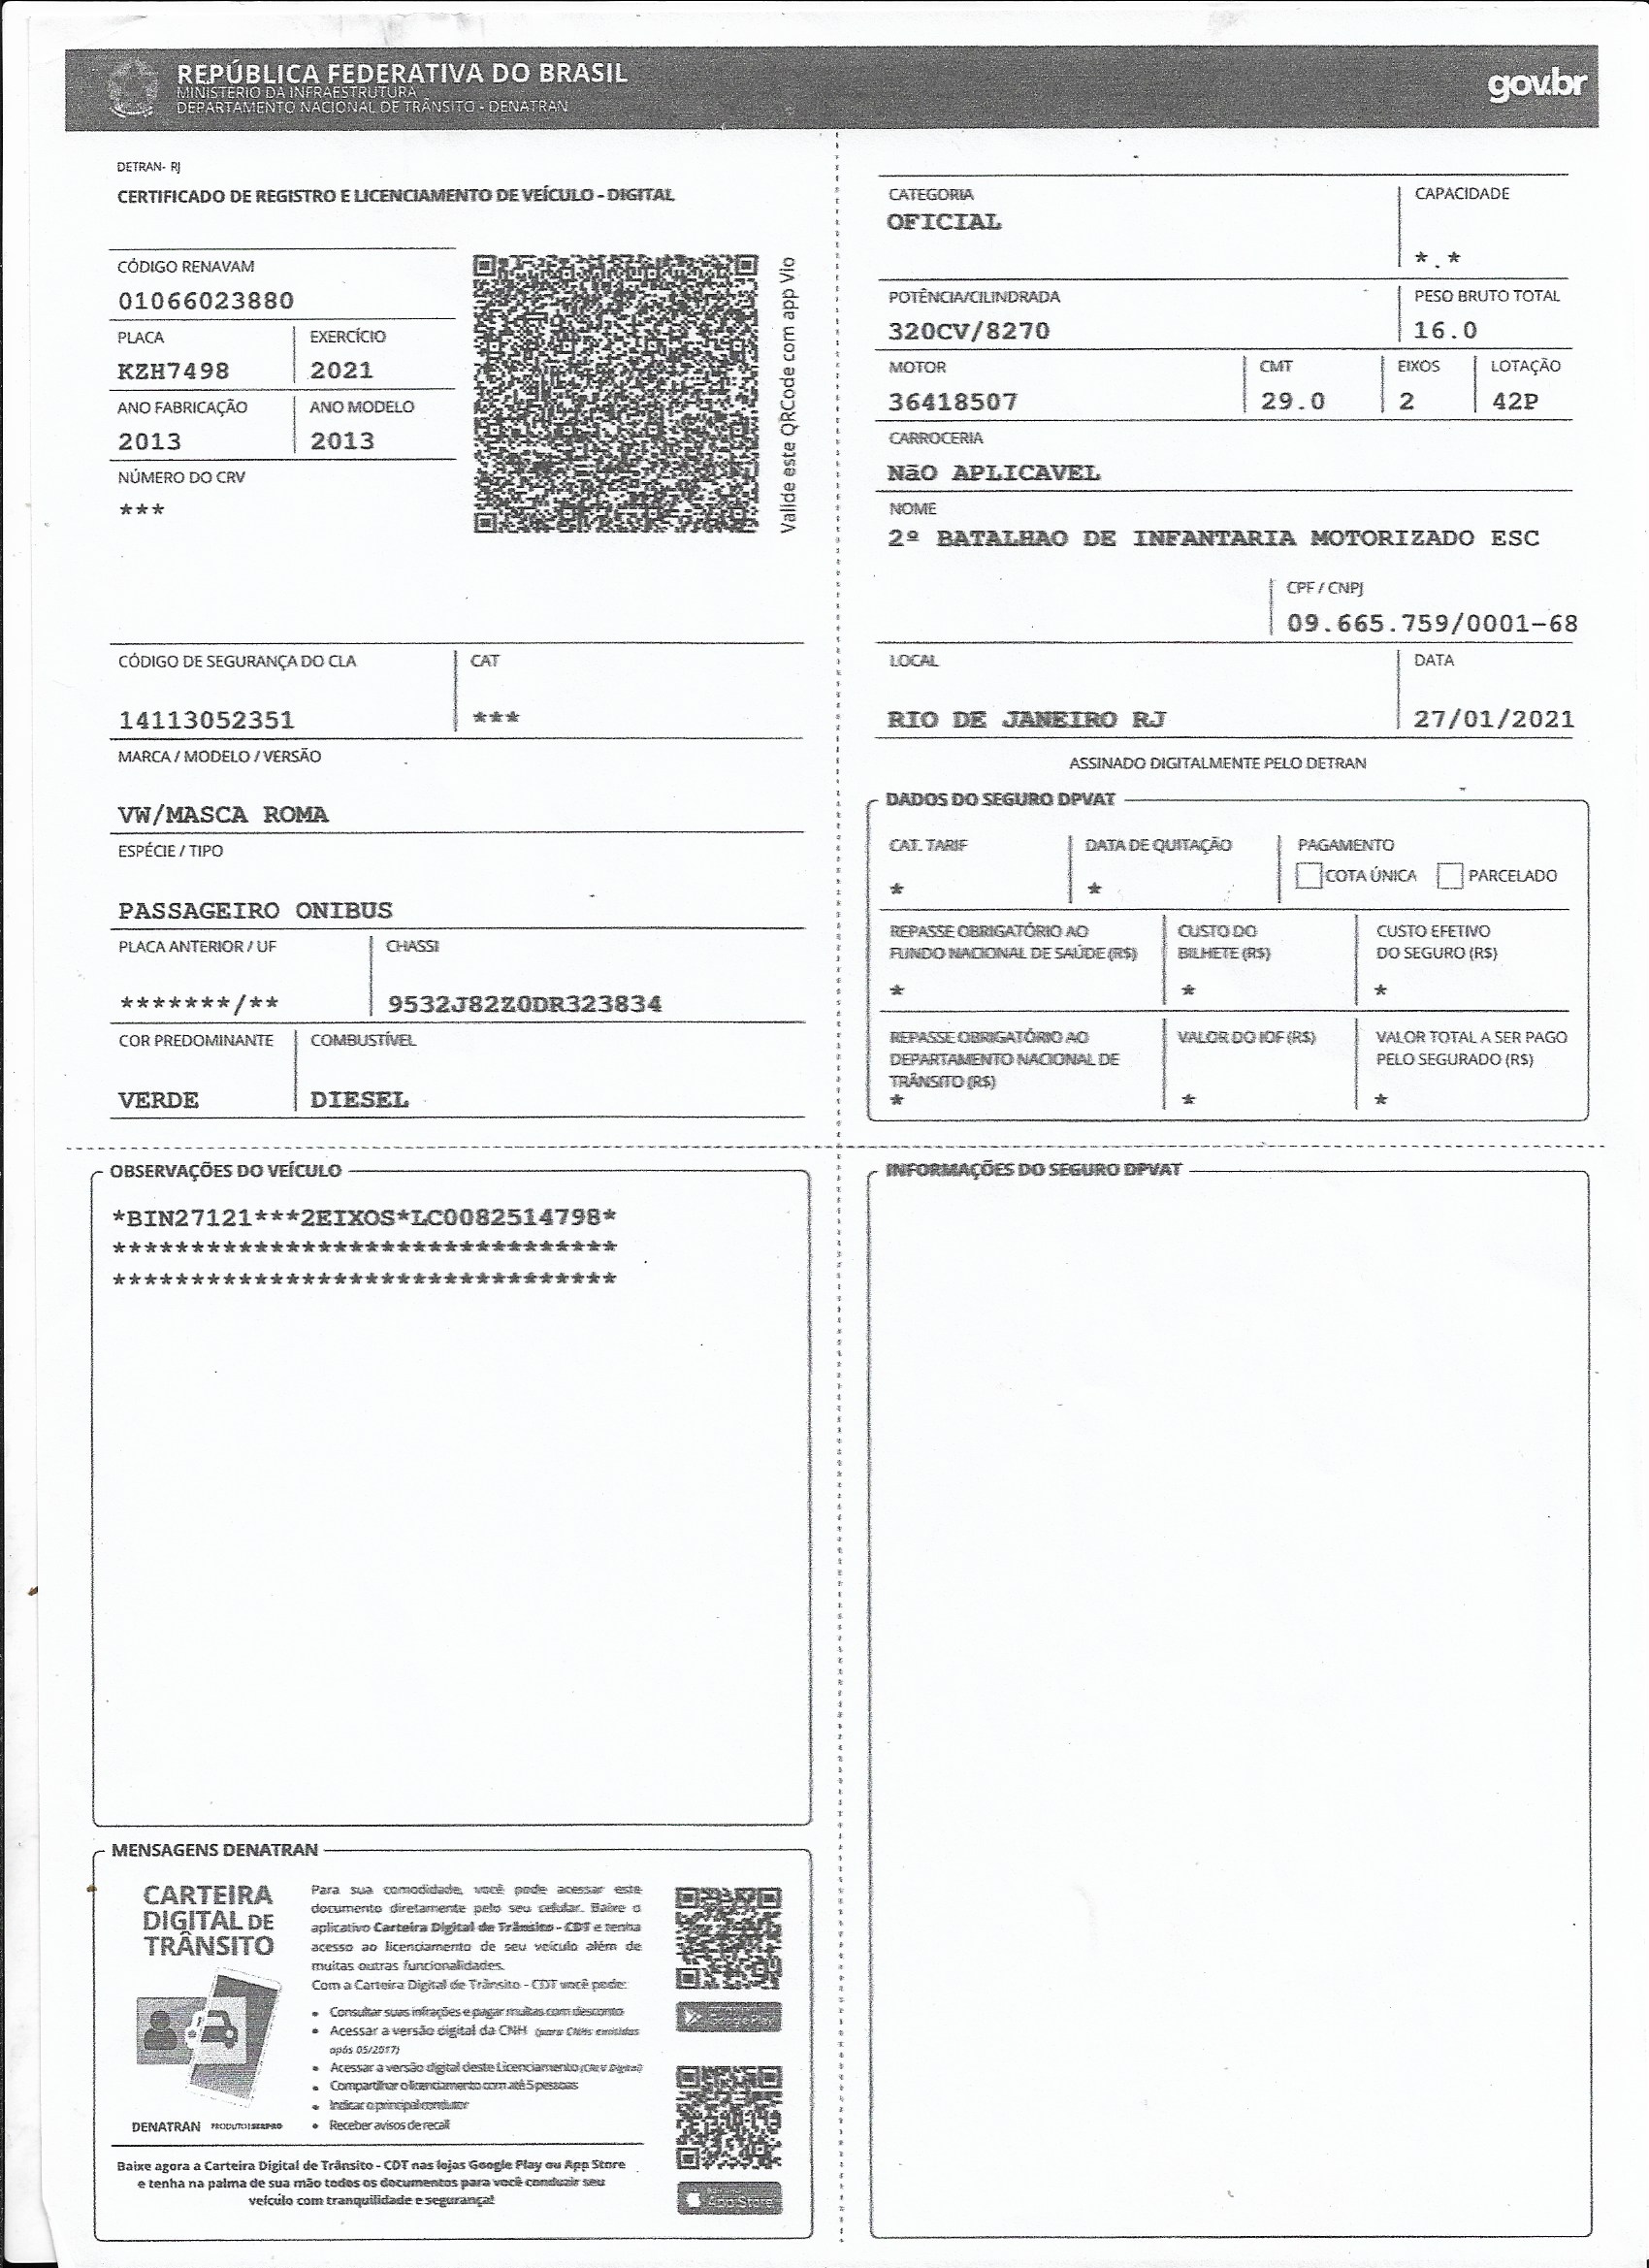 REPÚBLICA FEDERATIVA DO BRASIL
MINISTÉRIO DA INFRAESTRUTURA
DEPARTAMENTO NACIONAL DE TRÂNSITO - DENATRAN
gov.br
DETRAN- RJ
CERTIFICADO DE REGISTRO E LICENCIAMENTO DE VEÍCULO - DIGITAL
CÓDIGO RENAVAM
01066023880
PLACA EXERCÍCIO
KZH7498 2021
ANO FABRICAÇÃO ANO MODELO
2013 2013
NÚMERO DO CRV
***
Valide este QRCode com app Vio
CÓDIGO DE SEGURANÇA DO CLA CAT
14113052351 ***
MARCA / MODELO / VERSÃO
VW/MASCA ROMA
ESPÉCIE / TIPO
PASSAGEIRO ONIBUS
PLACA ANTERIOR / UF CHASSI
*******/** 9532J82Z0DR323834
COR PREDOMINANTE COMBUSTÍVEL
VERDE DIESEL
CATEGORIA CAPACIDADE
OFICIAL
*.*
POTÊNCIA/CILINDRADA PESO BRUTO TOTAL
320CV/8270 16.0
MOTOR CMT EIXOS LOTAÇÃO
36418507 29.0 2 42P
CARROCERIA
NãO APLICAVEL
NOME
2º BATALHAO DE INFANTARIA MOTORIZADO ESC
CPF / CNPJ
09.665.759/0001-68
LOCAL DATA
RIO DE JANEIRO RJ 27/01/2021
ASSINADO DIGITALMENTE PELO DETRAN
DADOS DO SEGURO DPVAT
CAT. TARIF DATA DE QUITAÇÃO PAGAMENTO
* * COTA ÚNICA PARCELADO
REPASSE OBRIGATÓRIO AO CUSTO DO CUSTO EFETIVO
FUNDO NACIONAL DE SAÚDE (R$) BILHETE (R$) DO SEGURO (R$)
* * *
REPASSE OBRIGATÓRIO AO VALOR DO IOF (R$) VALOR TOTAL A SER PAGO
DEPARTAMENTO NACIONAL DE PELO SEGURADO (R$)
TRÂNSITO (R$)
* * *
OBSERVAÇÕES DO VEÍCULO
*BIN27121***2EIXOS*LC0082514798*
********************************
********************************
INFORMAÇÕES DO SEGURO DPVAT
MENSAGENS DENATRAN
CARTEIRA
DIGITAL DE
TRÂNSITO
DENATRAN PRODUTO SERPRO
Para sua comodidade, você pode acessar este
documento diretamente pelo seu celular. Baixe o
aplicativo Carteira Digital de Trânsito - CDT e tenha
acesso ao licenciamento de seu veículo além de
muitas outras funcionalidades.
Com a Carteira Digital de Trânsito - CDT você pode:
• Consultar suas infrações e pagar multas com desconto
• Acessar a versão digital da CNH (para CNHs emitidas
após 05/2017)
• Acessar a versão digital deste Licenciamento (CRLV Digital)
• Compartilhar o licenciamento com até 5 pessoas
• Indicar o principal condutor
• Receber avisos de recall
Google Play
App Store
Baixe agora a Carteira Digital de Trânsito - CDT nas lojas Google Play ou App Store
e tenha na palma de sua mão todos os documentos para você conduzir seu
veículo com tranquilidade e segurança!